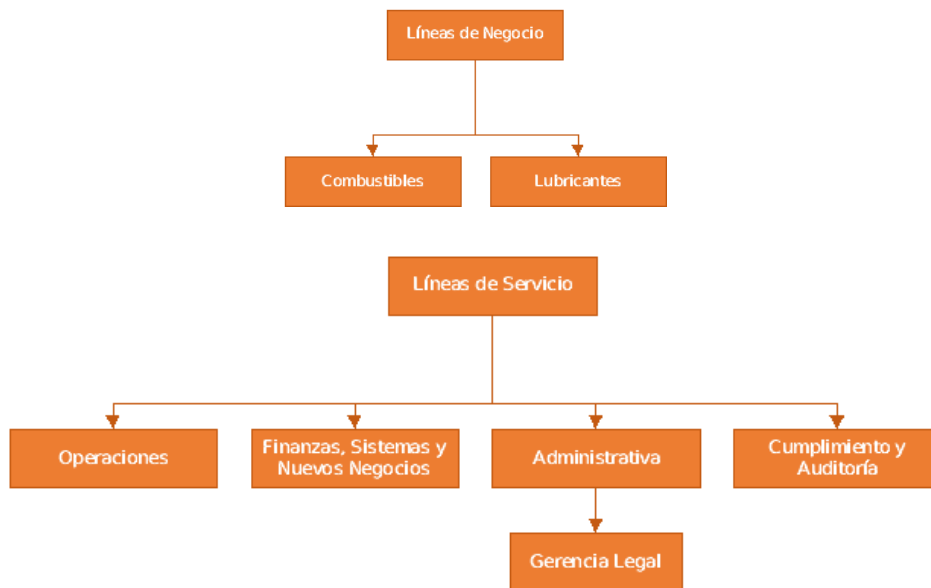 Líneas de Negocio
Combustibles
Lubricantes
Líneas de Servicio
Operaciones
Finanzas, Sistemas y
Nuevos Negocios
Administrativa
Cumplimiento y
Auditoría
Gerencia Legal